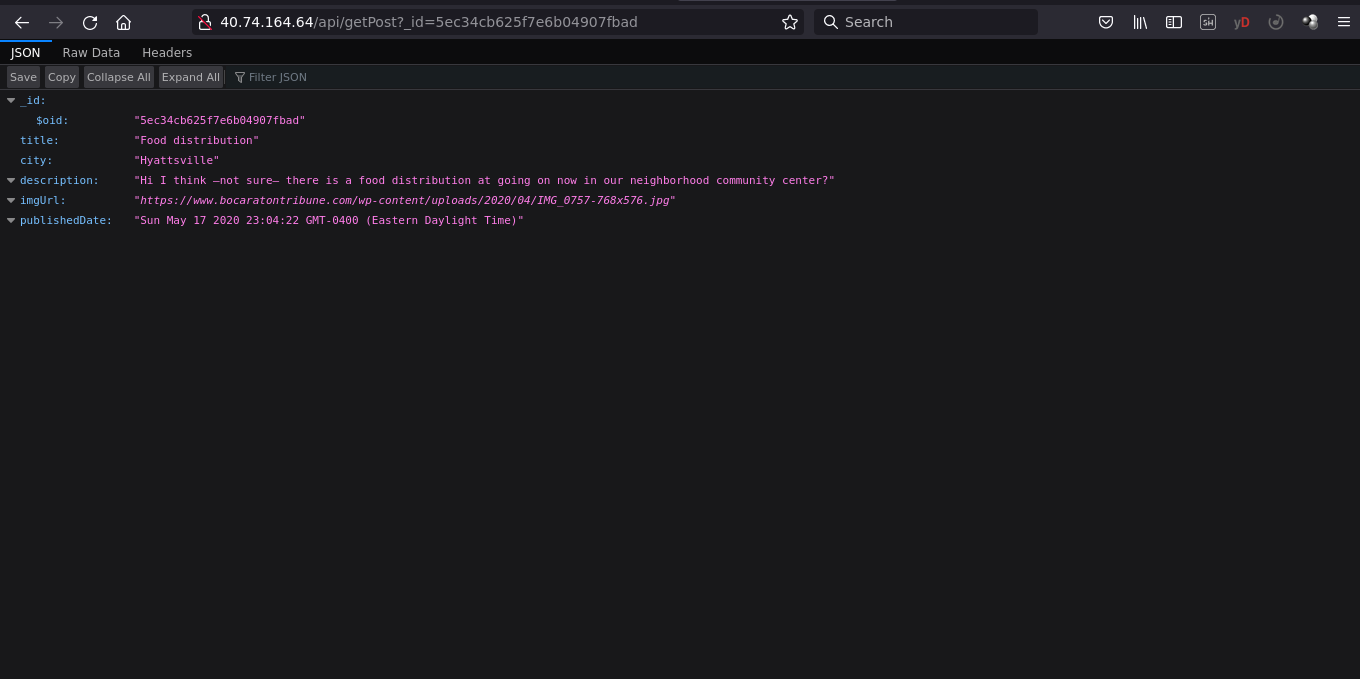 40.74.164.64/api/getPost?_id=5ec34cb625f7e6b04907fbad Search
JSON Raw Data Headers
Save Copy Collapse All Expand All Filter JSON
_id:
$oid: "5ec34cb625f7e6b04907fbad"
title: "Food distribution"
city: "Hyattsville"
description: "Hi I think –not sure– there is a food distribution at going on now in our neighborhood community center?"
imgUrl: "https://www.bocaratontribune.com/wp-content/uploads/2020/04/IMG_0757-768x576.jpg"
publishedDate: "Sun May 17 2020 23:04:22 GMT-0400 (Eastern Daylight Time)"